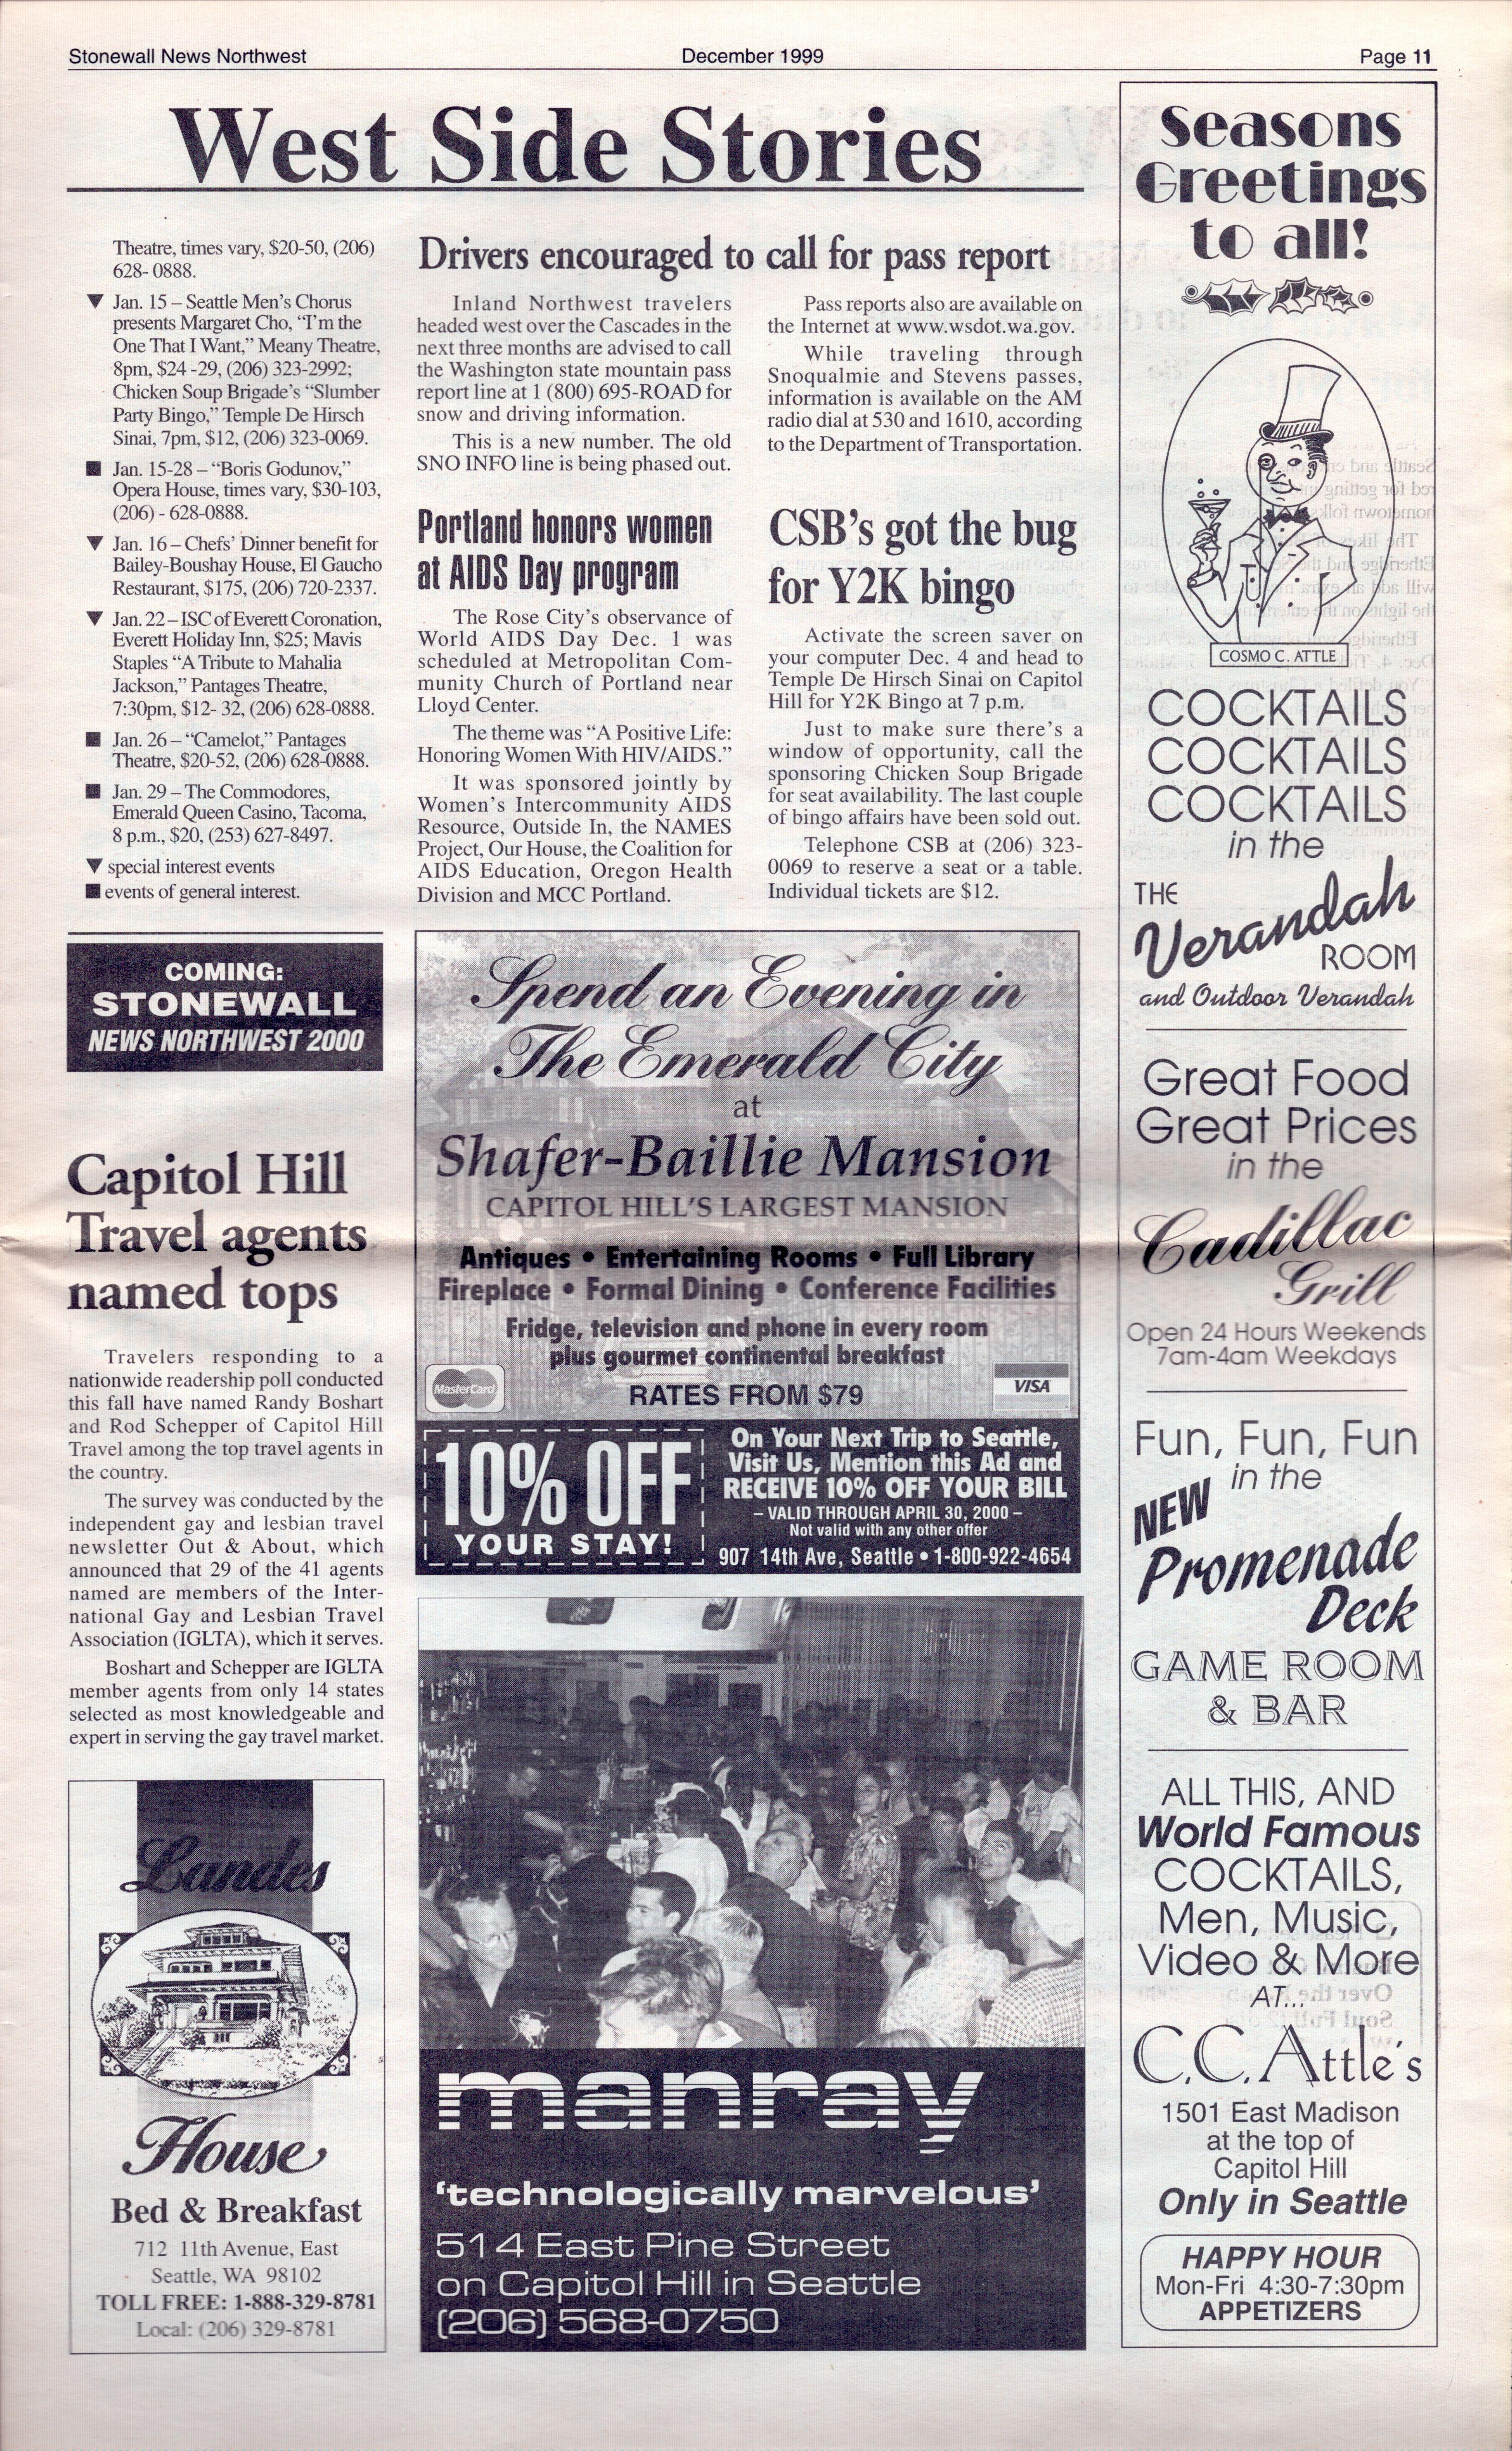 Stonewall News Northwest
December 1999
Page 11
West Side Stories
Theatre, times vary, $20-50, (206)
628- 0888.
▼ Jan. 15 – Seattle Men's Chorus
presents Margaret Cho, “I'm the
One That I Want,” Meany Theatre,
8pm, $24 -29, (206) 323-2992;
Chicken Soup Brigade's “Slumber
Party Bingo,” Temple De Hirsch
Sinai, 7pm, $12, (206) 323-0069.
■ Jan. 15-28 – “Boris Godunov,”
Opera House, times vary, $30-103,
(206) - 628-0888.
▼ Jan. 16 – Chefs' Dinner benefit for
Bailey-Boushay House, El Gaucho
Restaurant, $175, (206) 720-2337.
▼ Jan. 22 – ISC of Everett Coronation,
Everett Holiday Inn, $25; Mavis
Staples “A Tribute to Mahalia
Jackson,” Pantages Theatre,
7:30pm, $12- 32, (206) 628-0888.
■ Jan. 26 – “Camelot,” Pantages
Theatre, $20-52, (206) 628-0888.
■ Jan. 29 – The Commodores,
Emerald Queen Casino, Tacoma,
8 p.m., $20, (253) 627-8497.
▼ special interest events
■ events of general interest.
COMING:
STONEWALL
NEWS NORTHWEST 2000
Capitol Hill
Travel agents
named tops
Travelers responding to a
nationwide readership poll conducted
this fall have named Randy Boshart
and Rod Schepper of Capitol Hill
Travel among the top travel agents in
the country.
The survey was conducted by the
independent gay and lesbian travel
newsletter Out & About, which
announced that 29 of the 41 agents
named are members of the Inter-
national Gay and Lesbian Travel
Association (IGLTA), which it serves.
Boshart and Schepper are IGLTA
member agents from only 14 states
selected as most knowledgeable and
expert in serving the gay travel market.
Landes
House
Bed & Breakfast
712 11th Avenue, East
Seattle, WA 98102
TOLL FREE: 1-888-329-8781
Local: (206) 329-8781
Drivers encouraged to call for pass report
Inland Northwest travelers
headed west over the Cascades in the
next three months are advised to call
the Washington state mountain pass
report line at 1 (800) 695-ROAD for
snow and driving information.
This is a new number. The old
SNO INFO line is being phased out.
Pass reports also are available on
the Internet at www.wsdot.wa.gov.
While traveling through
Snoqualmie and Stevens passes,
information is available on the AM
radio dial at 530 and 1610, according
to the Department of Transportation.
Portland honors women
at AIDS Day program
The Rose City's observance of
World AIDS Day Dec. 1 was
scheduled at Metropolitan Com-
munity Church of Portland near
Lloyd Center.
The theme was “A Positive Life:
Honoring Women With HIV/AIDS.”
It was sponsored jointly by
Women's Intercommunity AIDS
Resource, Outside In, the NAMES
Project, Our House, the Coalition for
AIDS Education, Oregon Health
Division and MCC Portland.
CSB's got the bug
for Y2K bingo
Activate the screen saver on
your computer Dec. 4 and head to
Temple De Hirsch Sinai on Capitol
Hill for Y2K Bingo at 7 p.m.
Just to make sure there's a
window of opportunity, call the
sponsoring Chicken Soup Brigade
for seat availability. The last couple
of bingo affairs have been sold out.
Telephone CSB at (206) 323-
0069 to reserve a seat or a table.
Individual tickets are $12.
Spend an Evening in
The Emerald City
at
Shafer-Baillie Mansion
CAPITOL HILL'S LARGEST MANSION
Antiques • Entertaining Rooms • Full Library
Fireplace • Formal Dining • Conference Facilities
Fridge, television and phone in every room
plus gourmet continental breakfast
MasterCard
RATES FROM $79
VISA
10% OFF
YOUR STAY!
On Your Next Trip to Seattle,
Visit Us, Mention this Ad and
RECEIVE 10% OFF YOUR BILL
– VALID THROUGH APRIL 30, 2000 –
Not valid with any other offer
907 14th Ave, Seattle • 1-800-922-4654
manray
‘technologically marvelous’
514 East Pine Street
on Capitol Hill in Seattle
(206) 568-0750
Seasons
Greetings
to all!
COSMO C. ATTLE
COCKTAILS
COCKTAILS
COCKTAILS
in the
THE
Verandah
ROOM
and Outdoor Verandah
Great Food
Great Prices
in the
Cadillac
Grill
Open 24 Hours Weekends
7am-4am Weekdays
Fun, Fun, Fun
in the
NEW
Promenade
Deck
GAME ROOM
& BAR
ALL THIS, AND
World Famous
COCKTAILS,
Men, Music,
Video & More
AT...
C.C. Attle's
1501 East Madison
at the top of
Capitol Hill
Only in Seattle
HAPPY HOUR
Mon-Fri 4:30-7:30pm
APPETIZERS